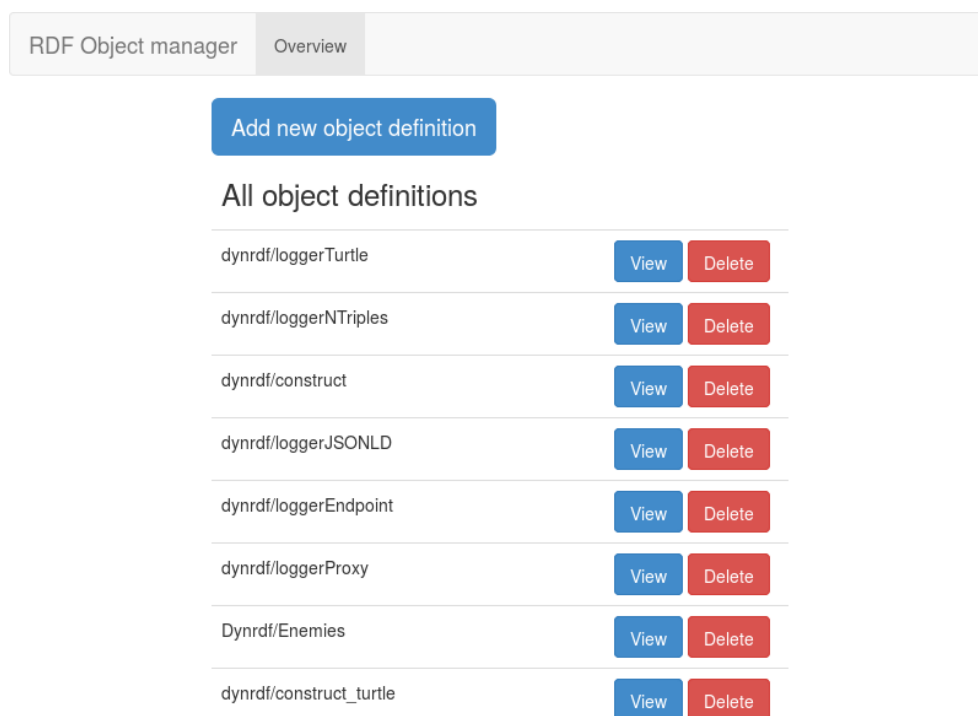 RDF Object manager Overview
Add new object definition
All object definitions
dynrdf/loggerTurtle View Delete
dynrdf/loggerNTriples View Delete
dynrdf/construct View Delete
dynrdf/loggerJSONLD View Delete
dynrdf/loggerEndpoint View Delete
dynrdf/loggerProxy View Delete
Dynrdf/Enemies View Delete
dynrdf/construct_turtle View Delete